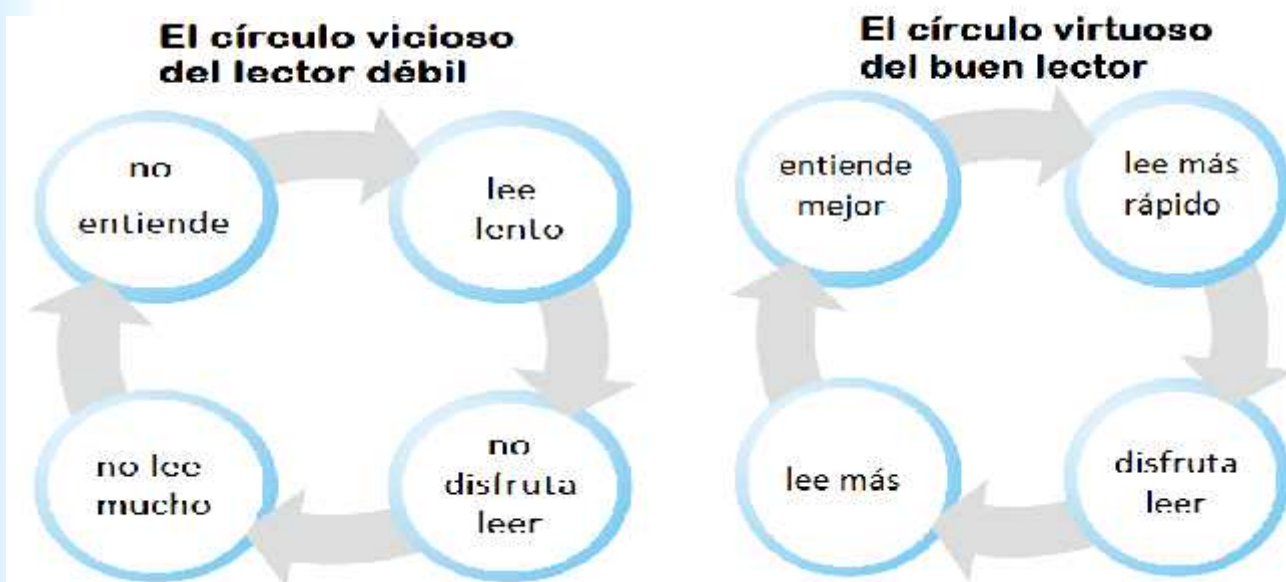 El círculo vicioso
del lector débil
no
entiende
lee
lento
no
disfruta
leer
no lee
mucho
El círculo virtuoso
del buen lector
entiende
mejor
lee más
rápido
disfruta
leer
lee más